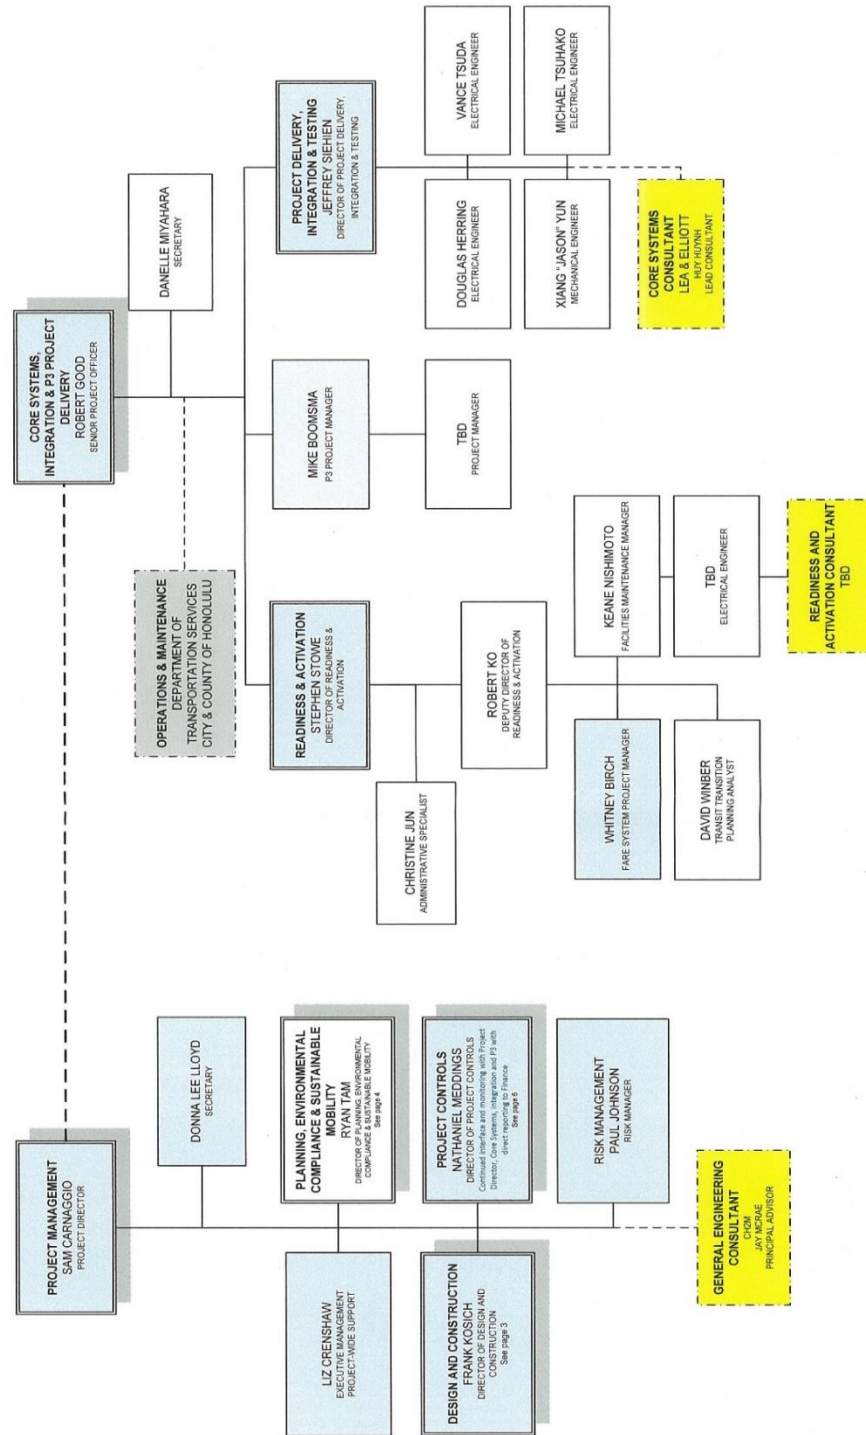 PROJECT MANAGEMENT
SAM CARNAGGIO
PROJECT DIRECTOR
DONNA LEE LLOYD
SECRETARY
LIZ CRENSHAW
EXECUTIVE MANAGEMENT
PROJECT-WIDE SUPPORT
PLANNING, ENVIRONMENTAL
COMPLIANCE & SUSTAINABLE
MOBILITY
RYAN TAM
DIRECTOR OF PLANNING, ENVIRONMENTAL
COMPLIANCE & SUSTAINABLE MOBILITY
See page 4
DESIGN AND CONSTRUCTION
FRANK KOSICH
DIRECTOR OF DESIGN AND
CONSTRUCTION
See page 3
PROJECT CONTROLS
NATHANIEL MEDDINGS
DIRECTOR OF PROJECT CONTROLS
Continued interface and monitoring with Project
Director, Core Systems, integration and P3 with
direct reporting to Finance
See page 6
RISK MANAGEMENT
PAUL JOHNSON
RISK MANAGER
GENERAL ENGINEERING
CONSULTANT
CH2M
JAY MCRAE
PRINCIPAL ADVISOR
CORE SYSTEMS,
INTEGRATION & P3 PROJECT
DELIVERY
ROBERT GOOD
SENIOR PROJECT OFFICER
DANELLE MIYAHARA
SECRETARY
OPERATIONS & MAINTENANCE
DEPARTMENT OF
TRANSPORTATION SERVICES
CITY & COUNTY OF HONOLULU
READINESS & ACTIVATION
STEPHEN STOWE
DIRECTOR OF READINESS &
ACTIVATION
CHRISTINE JUN
ADMINISTRATIVE SPECIALIST
ROBERT KO
DEPUTY DIRECTOR OF
READINESS & ACTIVATION
WHITNEY BIRCH
FARE SYSTEM PROJECT MANAGER
KEANE NISHIMOTO
FACILITIES MAINTENANCE MANAGER
DAVID WINBER
TRANSIT TRANSITION
PLANNING ANALYST
TBD
ELECTRICAL ENGINEER
READINESS AND
ACTIVATION CONSULTANT
TBD
MIKE BOOMSMA
P3 PROJECT MANAGER
TBD
PROJECT MANAGER
PROJECT DELIVERY,
INTEGRATION & TESTING
JEFFREY SIEHIEN
DIRECTOR OF PROJECT DELIVERY,
INTEGRATION & TESTING
DOUGLAS HERRING
ELECTRICAL ENGINEER
VANCE TSUDA
ELECTRICAL ENGINEER
XIANG "JASON" YUN
MECHANICAL ENGINEER
MICHAEL TSUHAKO
ELECTRICAL ENGINEER
CORE SYSTEMS
CONSULTANT
LEA & ELLIOTT
HUY HUYNH
LEAD CONSULTANT